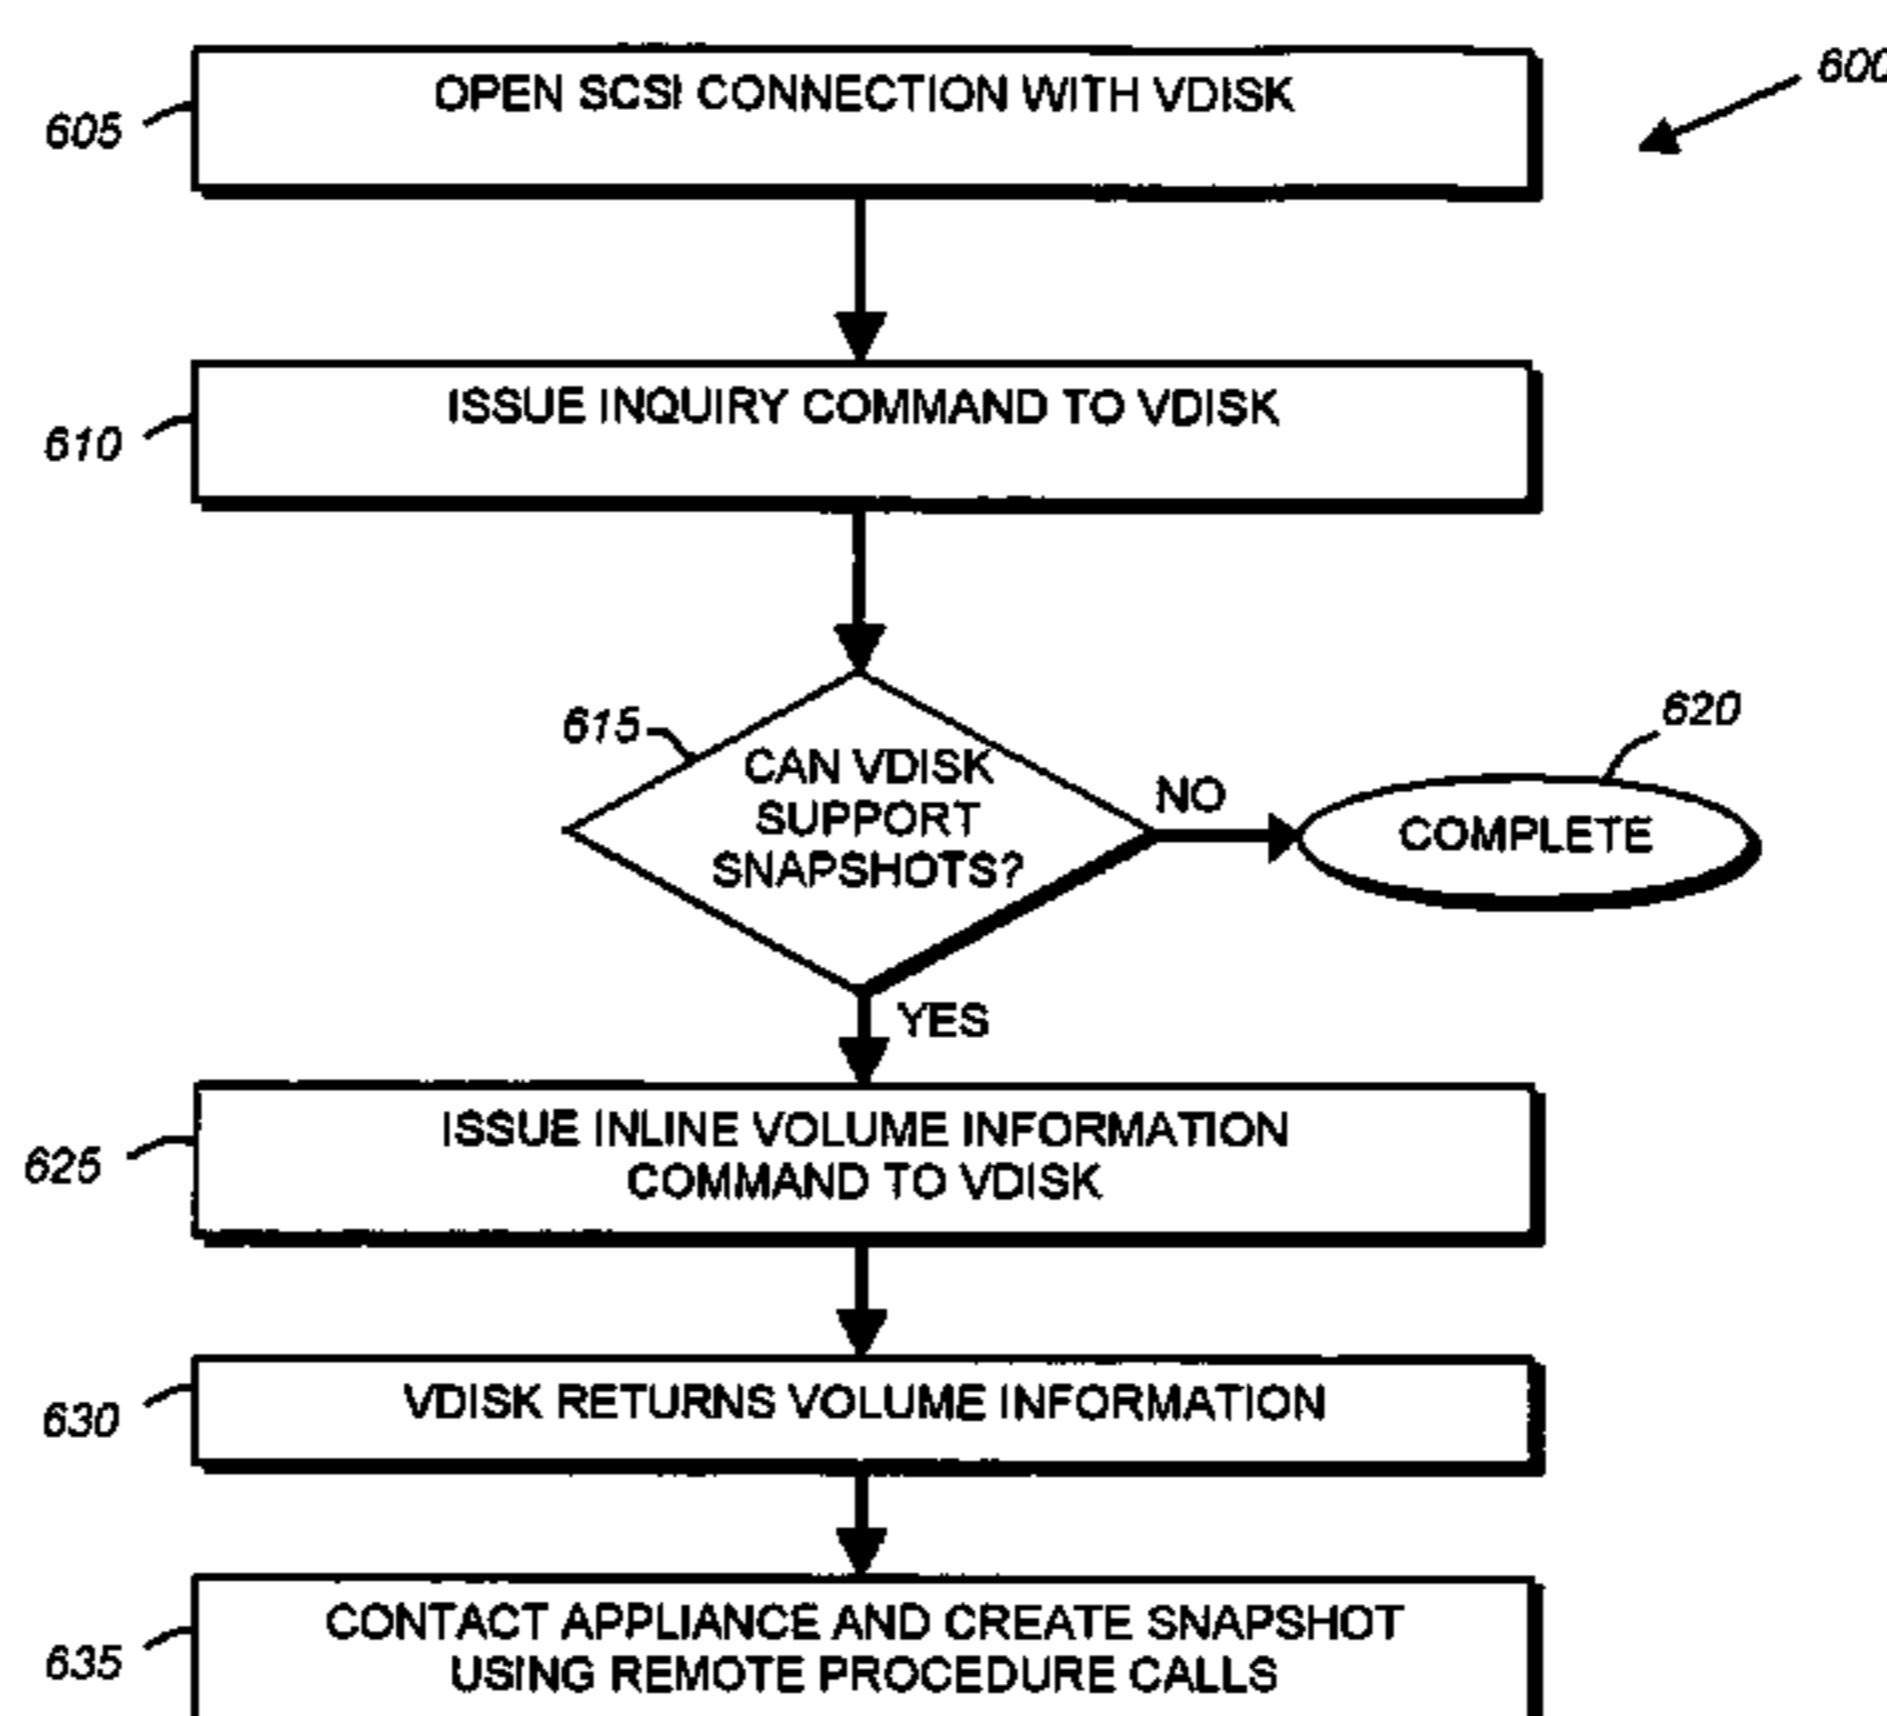 600
605
OPEN SCSI CONNECTION WITH VDISK
610
ISSUE INQUIRY COMMAND TO VDISK
615
CAN VDISK
SUPPORT
SNAPSHOTS?
NO
620
COMPLETE
YES
625
ISSUE INLINE VOLUME INFORMATION
COMMAND TO VDISK
630
VDISK RETURNS VOLUME INFORMATION
635
CONTACT APPLIANCE AND CREATE SNAPSHOT
USING REMOTE PROCEDURE CALLS